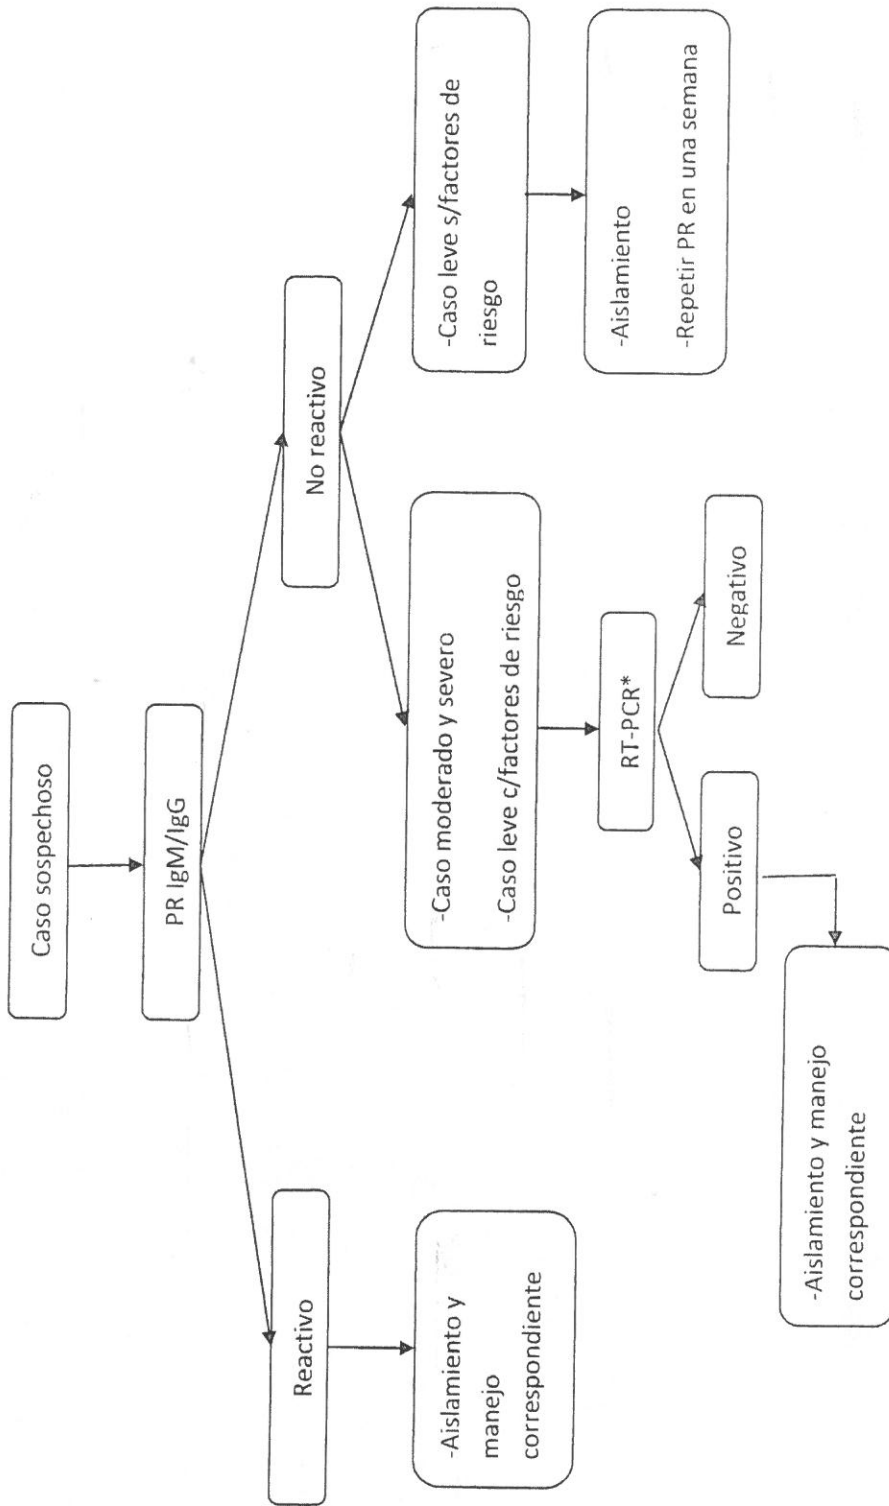 Caso sospechoso
PR IgM/IgG
Reactivo
No reactivo
-Aislamiento y
manejo
correspondiente
-Caso moderado y severo
-Caso leve c/factores de riesgo
-Caso leve s/factores de
riesgo
RT-PCR*
-Aislamiento
-Repetir PR en una semana
Positivo
Negativo
-Aislamiento y manejo
correspondiente